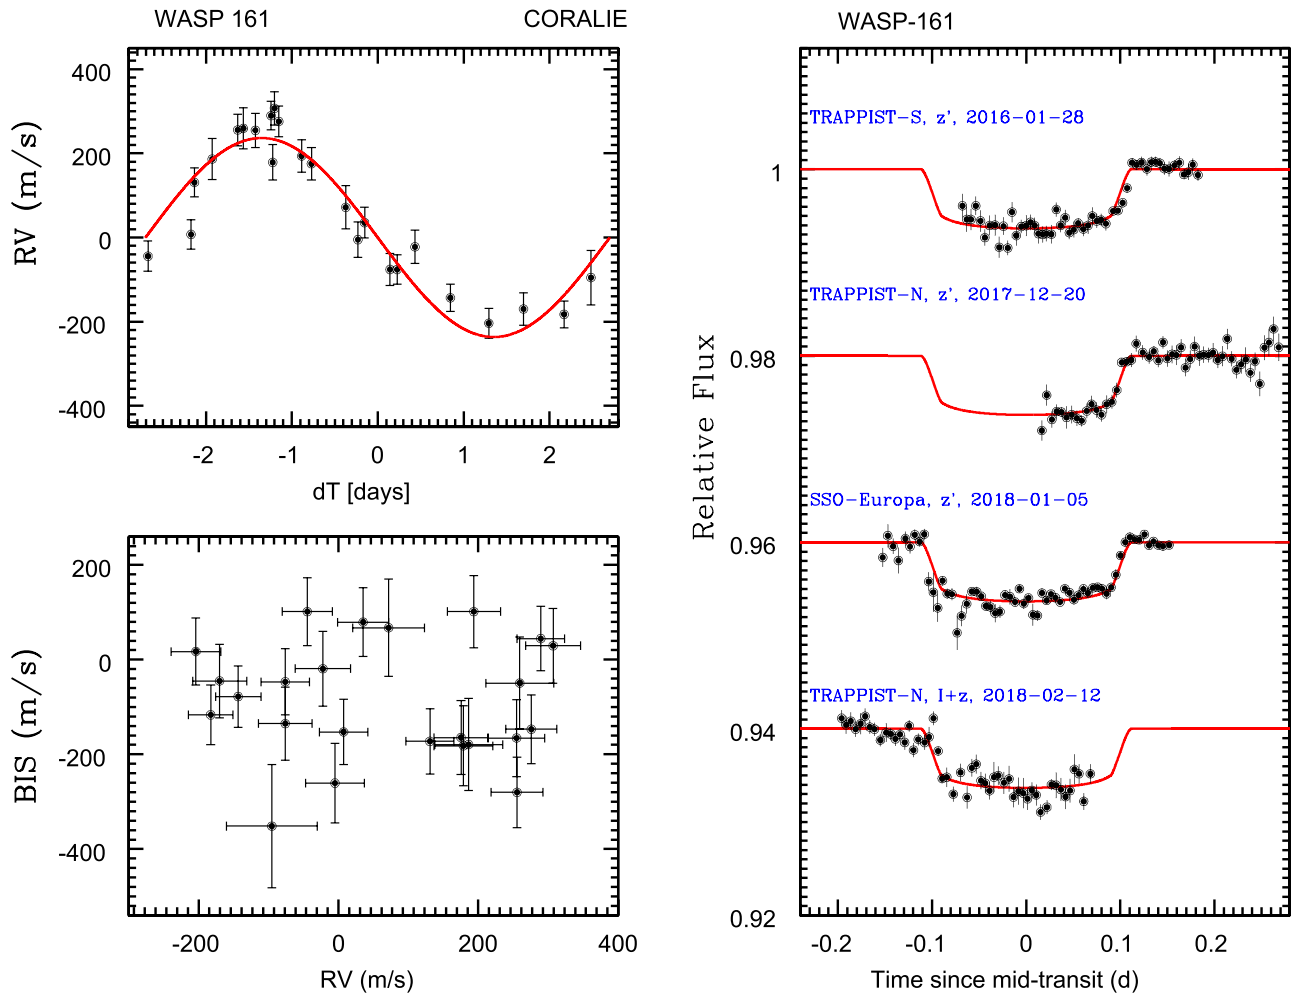 WASP 161 CORALIE
400
200
0
-200
-400
RV (m/s)
-2 -1 0 1 2
dT [days]
200
0
-200
-400
BIS (m/s)
-200 0 200 400
RV (m/s)
WASP-161
TRAPPIST-S, z', 2016-01-28
1
TRAPPIST-N, z', 2017-12-20
0.98
SSO-Europa, z', 2018-01-05
0.96
TRAPPIST-N, I+z, 2018-02-12
0.94
0.92
Relative Flux
-0.2 -0.1 0 0.1 0.2
Time since mid-transit (d)